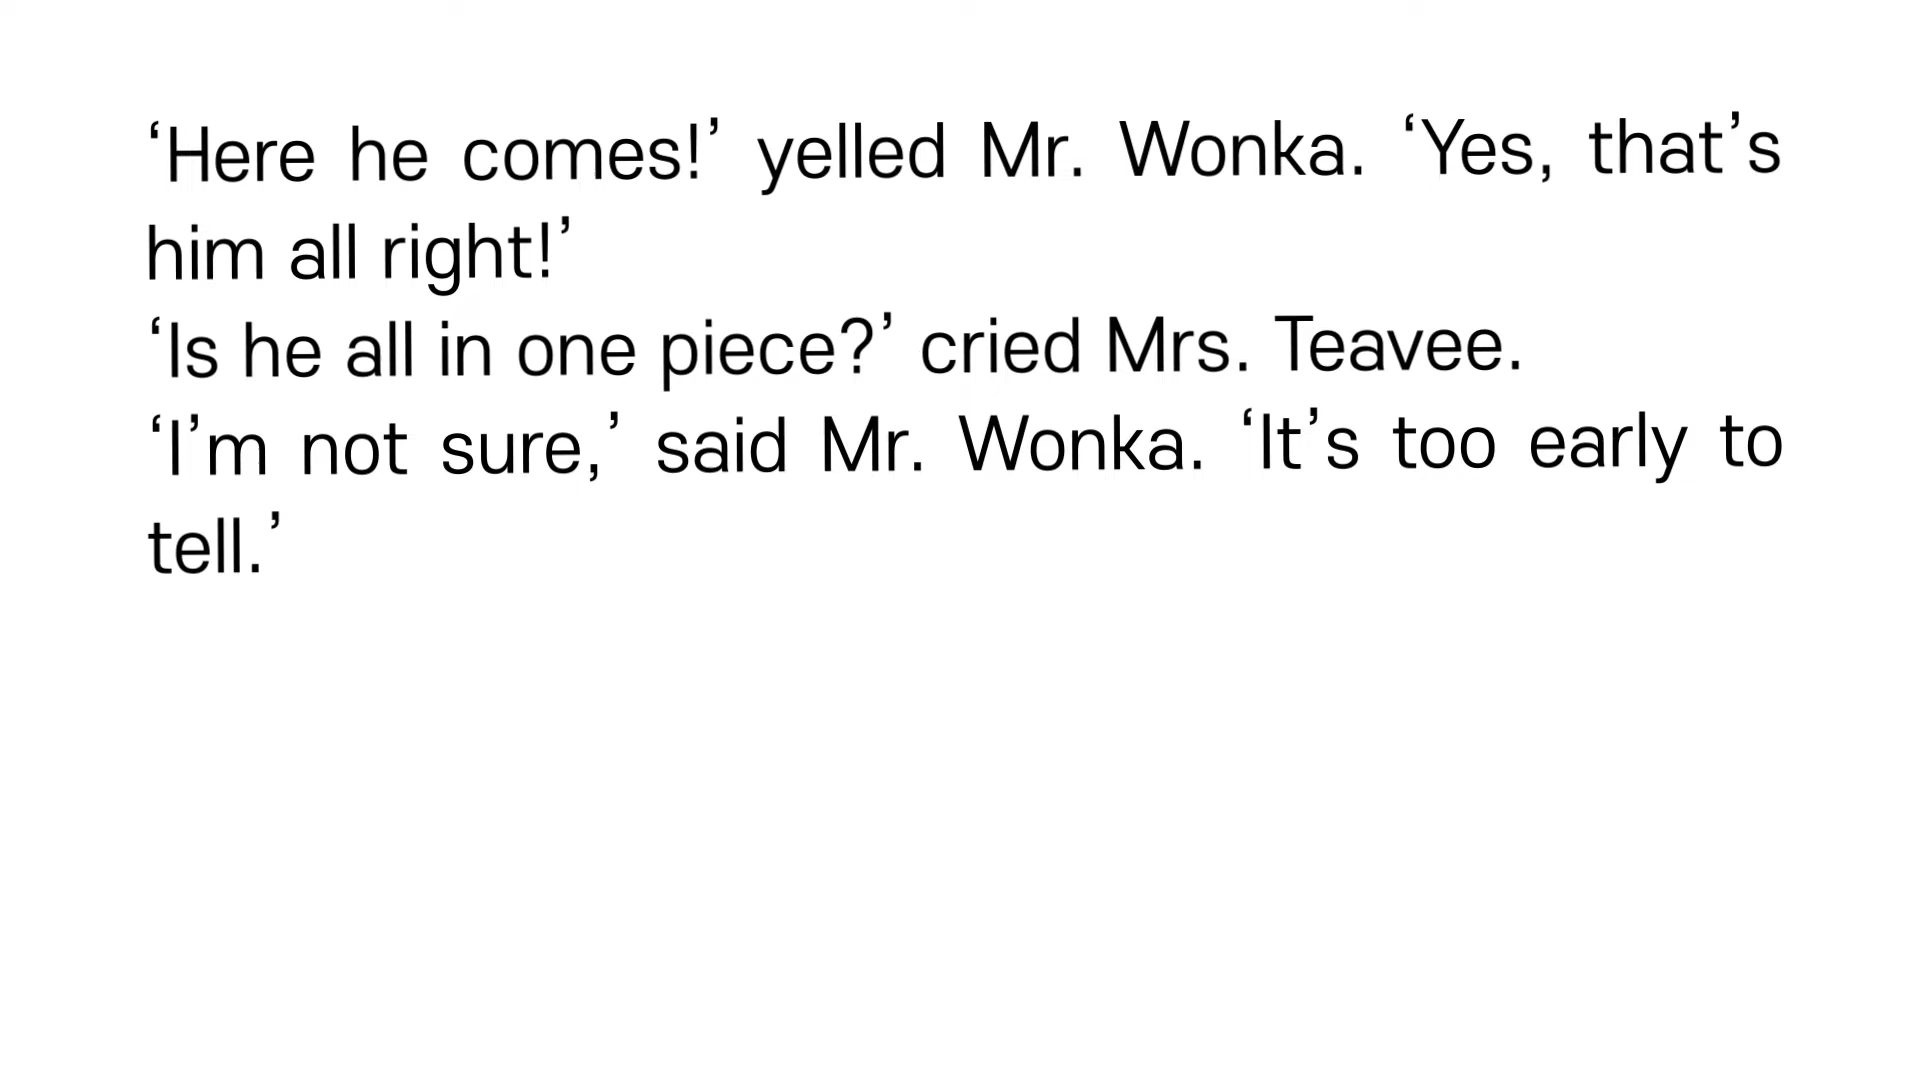 ‘Here he comes!’ yelled Mr. Wonka. ‘Yes, that’s
him all right!’
‘Is he all in one piece?’ cried Mrs. Teavee.
‘I’m not sure,’ said Mr. Wonka. ‘It’s too early to
tell.’